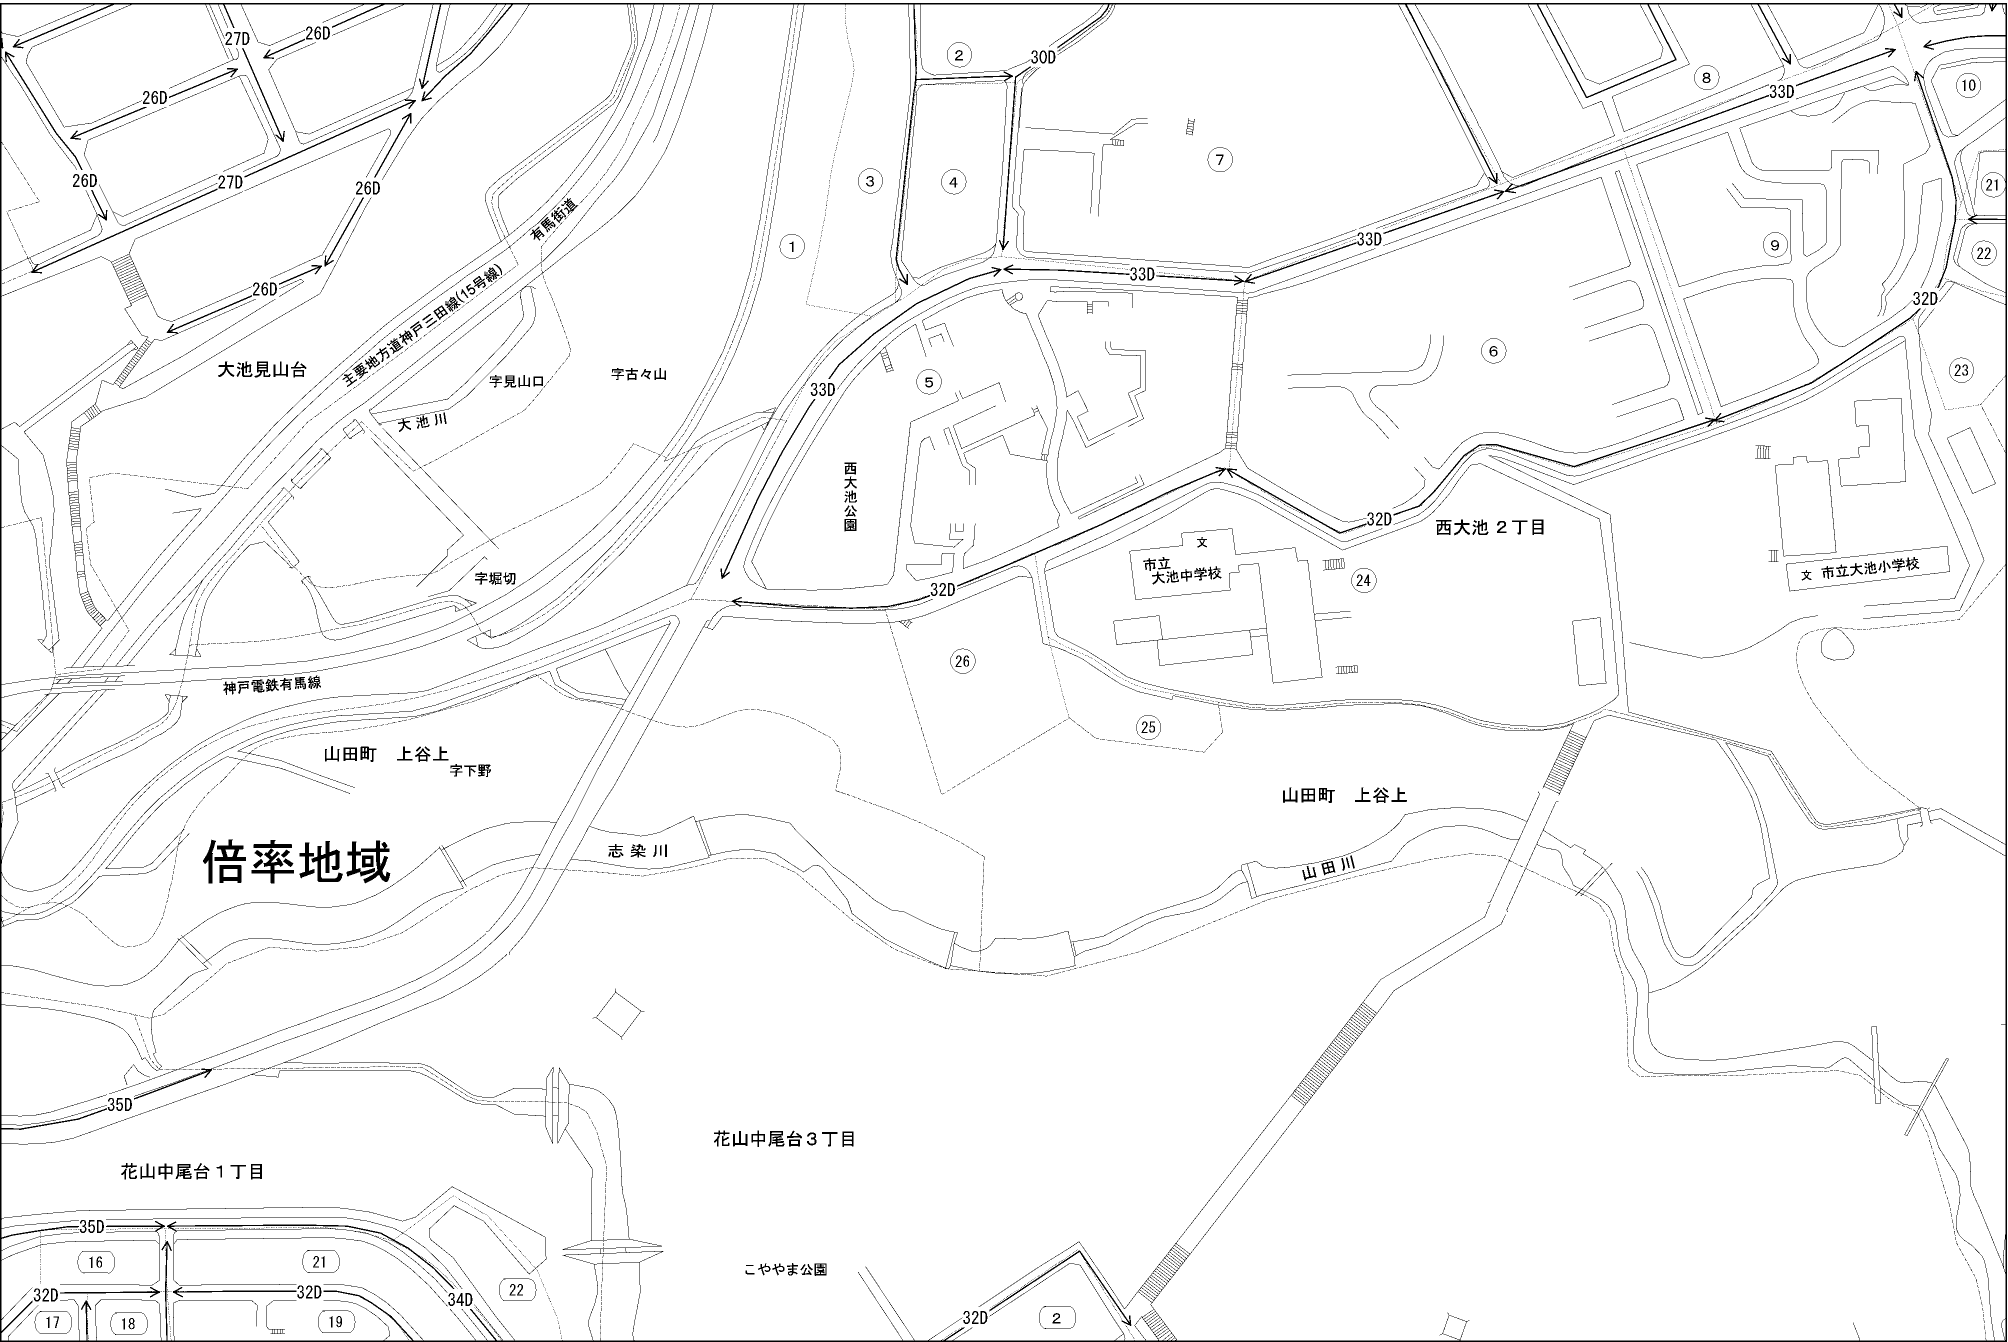 27D
26D
②
30D
⑧
33D
⑩
26D
⑦
26D
27D
26D
③
④
㉑
有馬街道
①
33D
33D
⑨
㉒
主要地方道神戸三田線(15号線)
26D
32D
大池見山台
字見山口
字古々山
33D
⑤
⑥
㉓
大池川
西大池公園
32D
西大池２丁目
文
市立
大池中学校
㉔
文 市立大池小学校
字堀切
32D
㉖
神戸電鉄有馬線
㉕
山田町　上谷上
字下野
山田町　上谷上
倍率地域
志染川
山田川
35D
花山中尾台３丁目
花山中尾台１丁目
35D
16
21
22
こややま公園
32D
32D
34D
17
18
19
32D
2